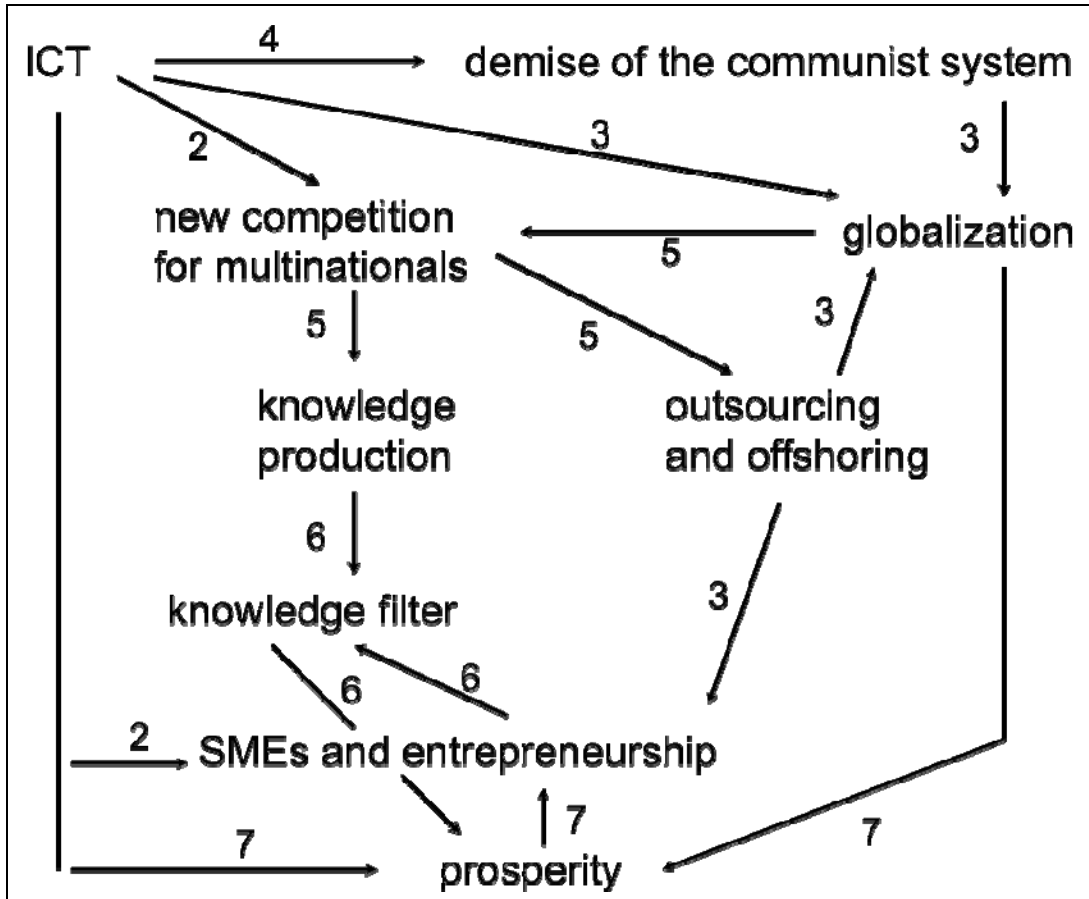 4
ICT
demise of the communist system
2
3
3
new competition
for multinationals
globalization
5
5
5
3
knowledge
production
outsourcing
and offshoring
6
3
knowledge filter
6
6
2
SMEs and entrepreneurship
7
7
7
prosperity